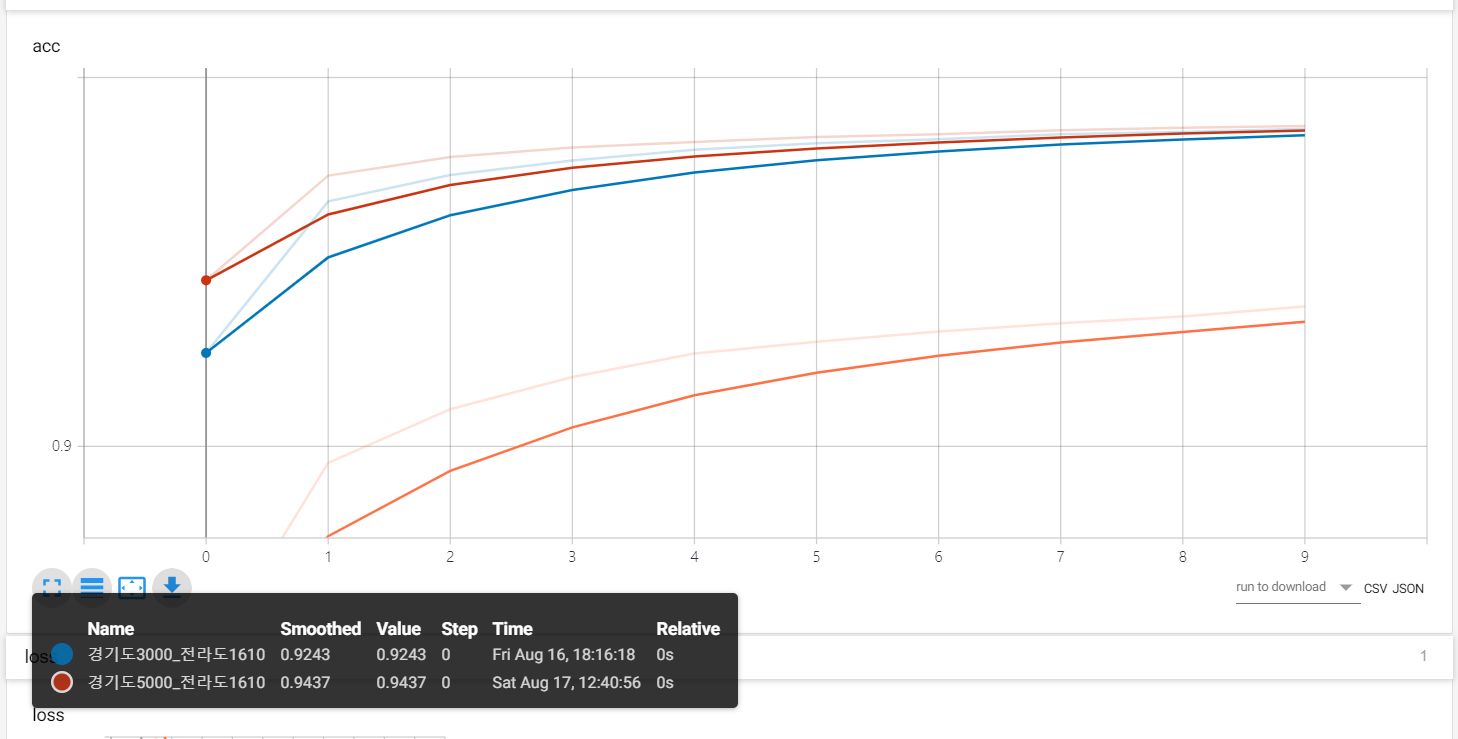 acc
0.9
0 1 2 3 4 5 6 7 8 9
run to download CSV JSON
Name Smoothed Value Step Time Relative
경기도3000_전라도1610 0.9243 0.9243 0 Fri Aug 16, 18:16:18 0s
경기도5000_전라도1610 0.9437 0.9437 0 Sat Aug 17, 12:40:56 0s
loss 1
loss